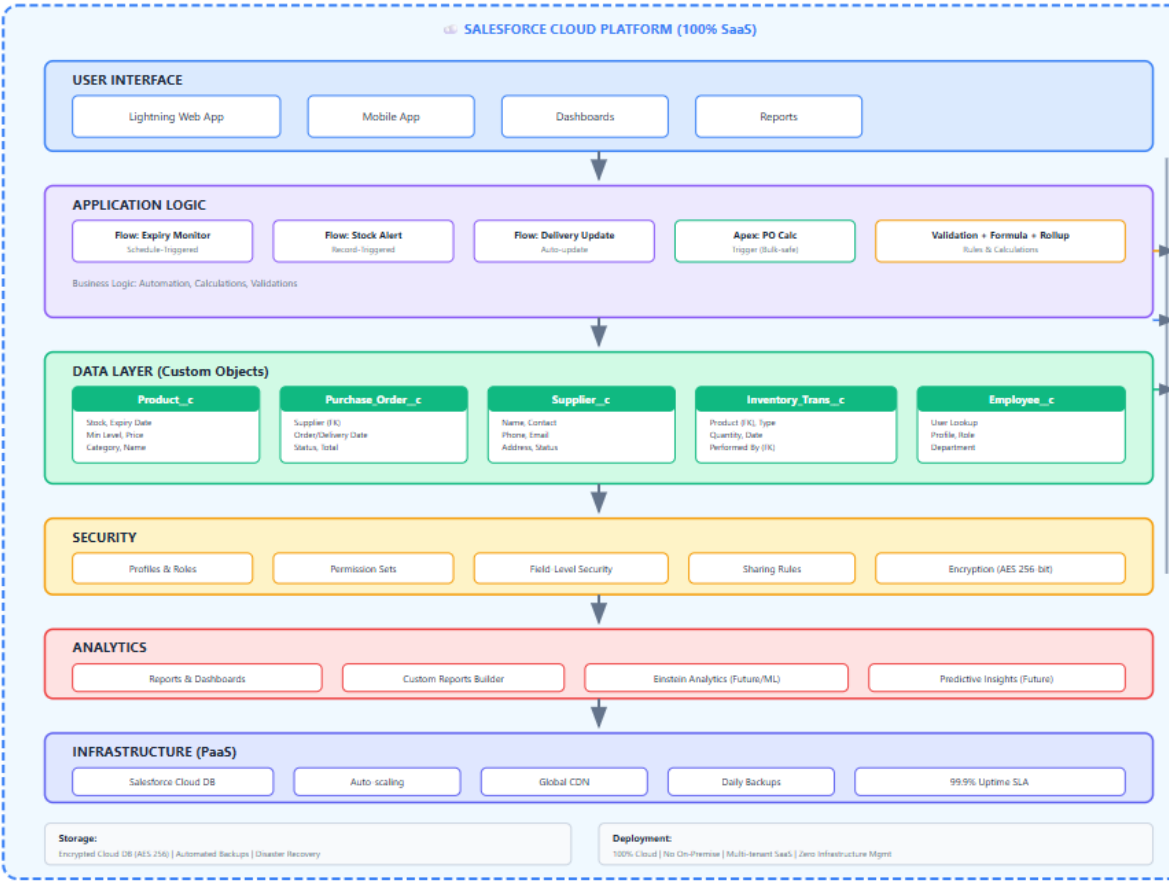 SALESFORCE CLOUD PLATFORM (100% SaaS)
USER INTERFACE
Lightning Web App
Mobile App
Dashboards
Reports
APPLICATION LOGIC
Flow: Expiry Monitor
Schedule-Triggered
Flow: Stock Alert
Record-Triggered
Flow: Delivery Update
Auto-update
Apex: PO Calc
Trigger (Bulk-safe)
Validation + Formula + Rollup
Rules & Calculations
Business Logic: Automation, Calculations, Validations
DATA LAYER (Custom Objects)
Product__c
Stock, Expiry Date
Min Level, Price
Category, Name
Purchase_Order__c
Supplier (FK)
Order/Delivery Date
Status, Total
Supplier__c
Name, Contact
Phone, Email
Address, Status
Inventory_Trans__c
Product (FK), Type
Quantity, Date
Performed By (FK)
Employee__c
User Lookup
Profile, Role
Department
SECURITY
Profiles & Roles
Permission Sets
Field-Level Security
Sharing Rules
Encryption (AES 256-bit)
ANALYTICS
Reports & Dashboards
Custom Reports Builder
Einstein Analytics (Future/ML)
Predictive Insights (Future)
INFRASTRUCTURE (PaaS)
Salesforce Cloud DB
Auto-scaling
Global CDN
Daily Backups
99.9% Uptime SLA
Storage:
Encrypted Cloud DB (AES 256) | Automated Backups | Disaster Recovery
Deployment:
100% Cloud | No On-Premise | Multi-tenant SaaS | Zero Infrastructure Mgmt